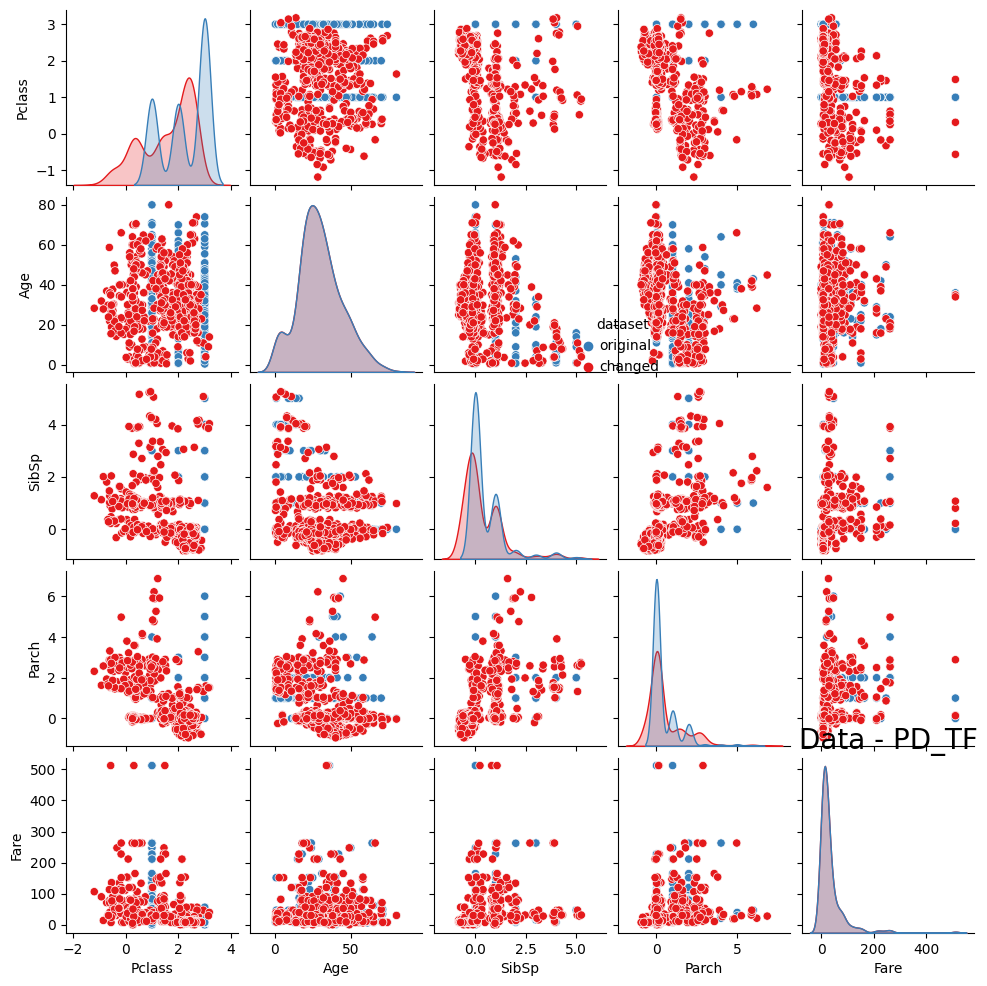 3
2
1
0
−1
Pclass
80
60
40
20
0
Age
dataset
original
changed
4
2
0
SibSp
6
4
2
0
Parch
Data - PD_TF
500
400
300
200
100
0
Fare
−2 0 2 4
0 50
0.0 2.5 5.0
0 5
0 200 400
Pclass Age SibSp Parch Fare